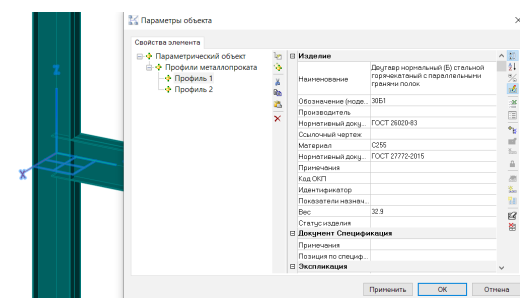 Параметры объекта
Свойства элемента
Параметрический объект
Профили металлопроката
Профиль 1
Профиль 2
Изделие
Наименование
Двутавр нормальный (Б) стальной
горячекатаный с параллельными
гранями полок
Обозначение (моде... 30Б1
Производитель
Нормативный доку... ГОСТ 26020-83
Ссылочный чертеж
Материал С255
Нормативный доку... ГОСТ 27772-2015
Примечания
Код ОКП
Идентификатор
Показатели назнач...
Вес 32.9
Статус изделия
Документ Спецификация
Примечания
Позиция по специф...
Экспликация
Применить ОК Отмена
Z
X